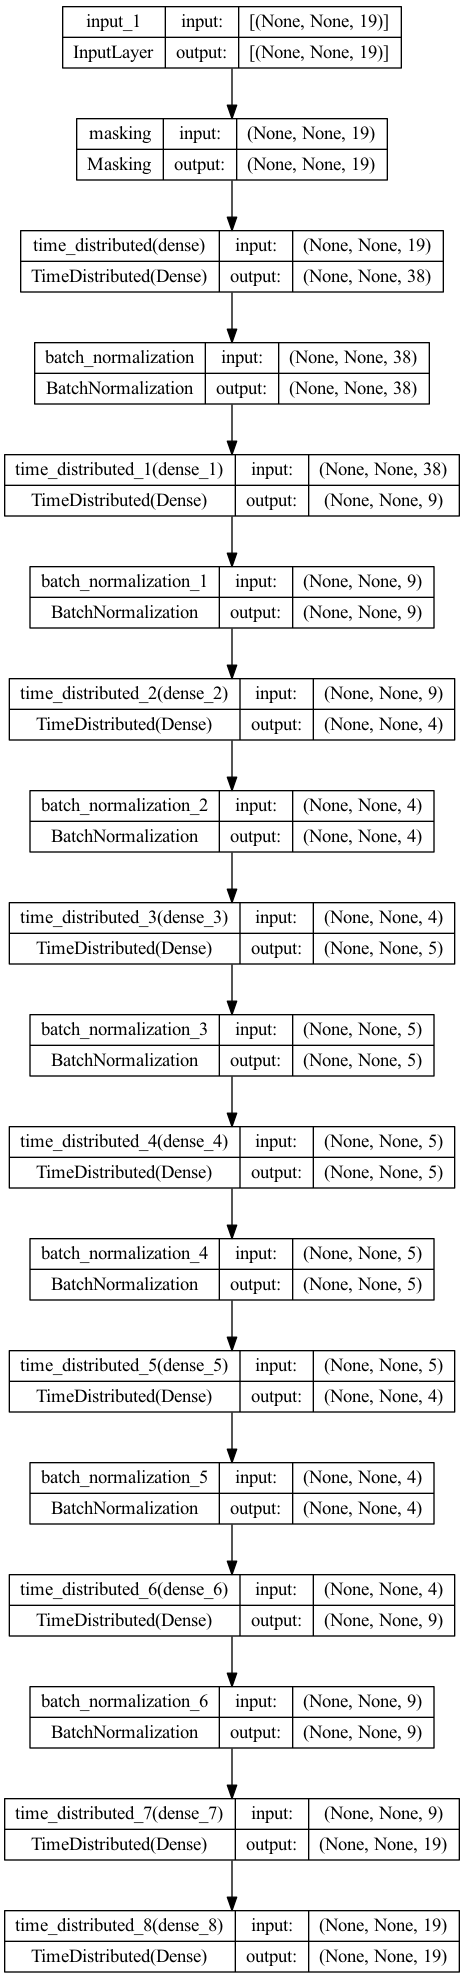 input_1 input: [(None, None, 19)]
InputLayer output: [(None, None, 19)]
masking input: (None, None, 19)
Masking output: (None, None, 19)
time_distributed(dense) input: (None, None, 19)
TimeDistributed(Dense) output: (None, None, 38)
batch_normalization input: (None, None, 38)
BatchNormalization output: (None, None, 38)
time_distributed_1(dense_1) input: (None, None, 38)
TimeDistributed(Dense) output: (None, None, 9)
batch_normalization_1 input: (None, None, 9)
BatchNormalization output: (None, None, 9)
time_distributed_2(dense_2) input: (None, None, 9)
TimeDistributed(Dense) output: (None, None, 4)
batch_normalization_2 input: (None, None, 4)
BatchNormalization output: (None, None, 4)
time_distributed_3(dense_3) input: (None, None, 4)
TimeDistributed(Dense) output: (None, None, 5)
batch_normalization_3 input: (None, None, 5)
BatchNormalization output: (None, None, 5)
time_distributed_4(dense_4) input: (None, None, 5)
TimeDistributed(Dense) output: (None, None, 5)
batch_normalization_4 input: (None, None, 5)
BatchNormalization output: (None, None, 5)
time_distributed_5(dense_5) input: (None, None, 5)
TimeDistributed(Dense) output: (None, None, 4)
batch_normalization_5 input: (None, None, 4)
BatchNormalization output: (None, None, 4)
time_distributed_6(dense_6) input: (None, None, 4)
TimeDistributed(Dense) output: (None, None, 9)
batch_normalization_6 input: (None, None, 9)
BatchNormalization output: (None, None, 9)
time_distributed_7(dense_7) input: (None, None, 9)
TimeDistributed(Dense) output: (None, None, 19)
time_distributed_8(dense_8) input: (None, None, 19)
TimeDistributed(Dense) output: (None, None, 19)